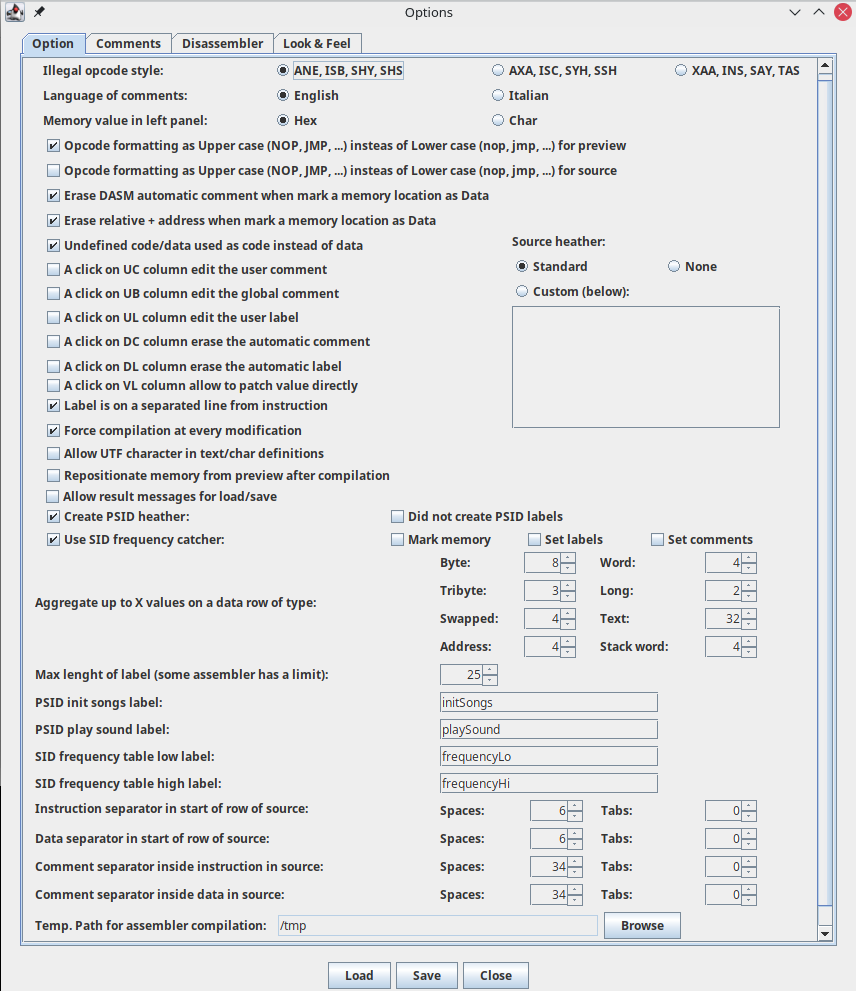 Options
Option Comments Disassembler Look & Feel
Illegal opcode style: ANE, ISB, SHY, SHS AXA, ISC, SYH, SSH XAA, INS, SAY, TAS
Language of comments: English Italian
Memory value in left panel: Hex Char
Opcode formatting as Upper case (NOP, JMP, ...) insteas of Lower case (nop, jmp, ...) for preview
Opcode formatting as Upper case (NOP, JMP, ...) insteas of Lower case (nop, jmp, ...) for source
Erase DASM automatic comment when mark a memory location as Data
Erase relative + address when mark a memory location as Data
Undefined code/data used as code instead of data
A click on UC column edit the user comment
A click on UB column edit the global comment
A click on UL column edit the user label
A click on DC column erase the automatic comment
A click on DL column erase the automatic label
A click on VL column allow to patch value directly
Label is on a separated line from instruction
Force compilation at every modification
Allow UTF character in text/char definitions
Repositionate memory from preview after compilation
Allow result messages for load/save
Source heather:
Standard None
Custom (below):
Create PSID heather: Did not create PSID labels
Use SID frequency catcher: Mark memory Set labels Set comments
Aggregate up to X values on a data row of type:
Byte: 8 Word: 4
Tribyte: 3 Long: 2
Swapped: 4 Text: 32
Address: 4 Stack word: 4
Max lenght of label (some assembler has a limit): 25
PSID init songs label: initSongs
PSID play sound label: playSound
SID frequency table low label: frequencyLo
SID frequency table high label: frequencyHi
Instruction separator in start of row of source: Spaces: 6 Tabs: 0
Data separator in start of row of source: Spaces: 6 Tabs: 0
Comment separator inside instruction in source: Spaces: 34 Tabs: 0
Comment separator inside data in source: Spaces: 34 Tabs: 0
Temp. Path for assembler compilation: /tmp Browse
Load Save Close